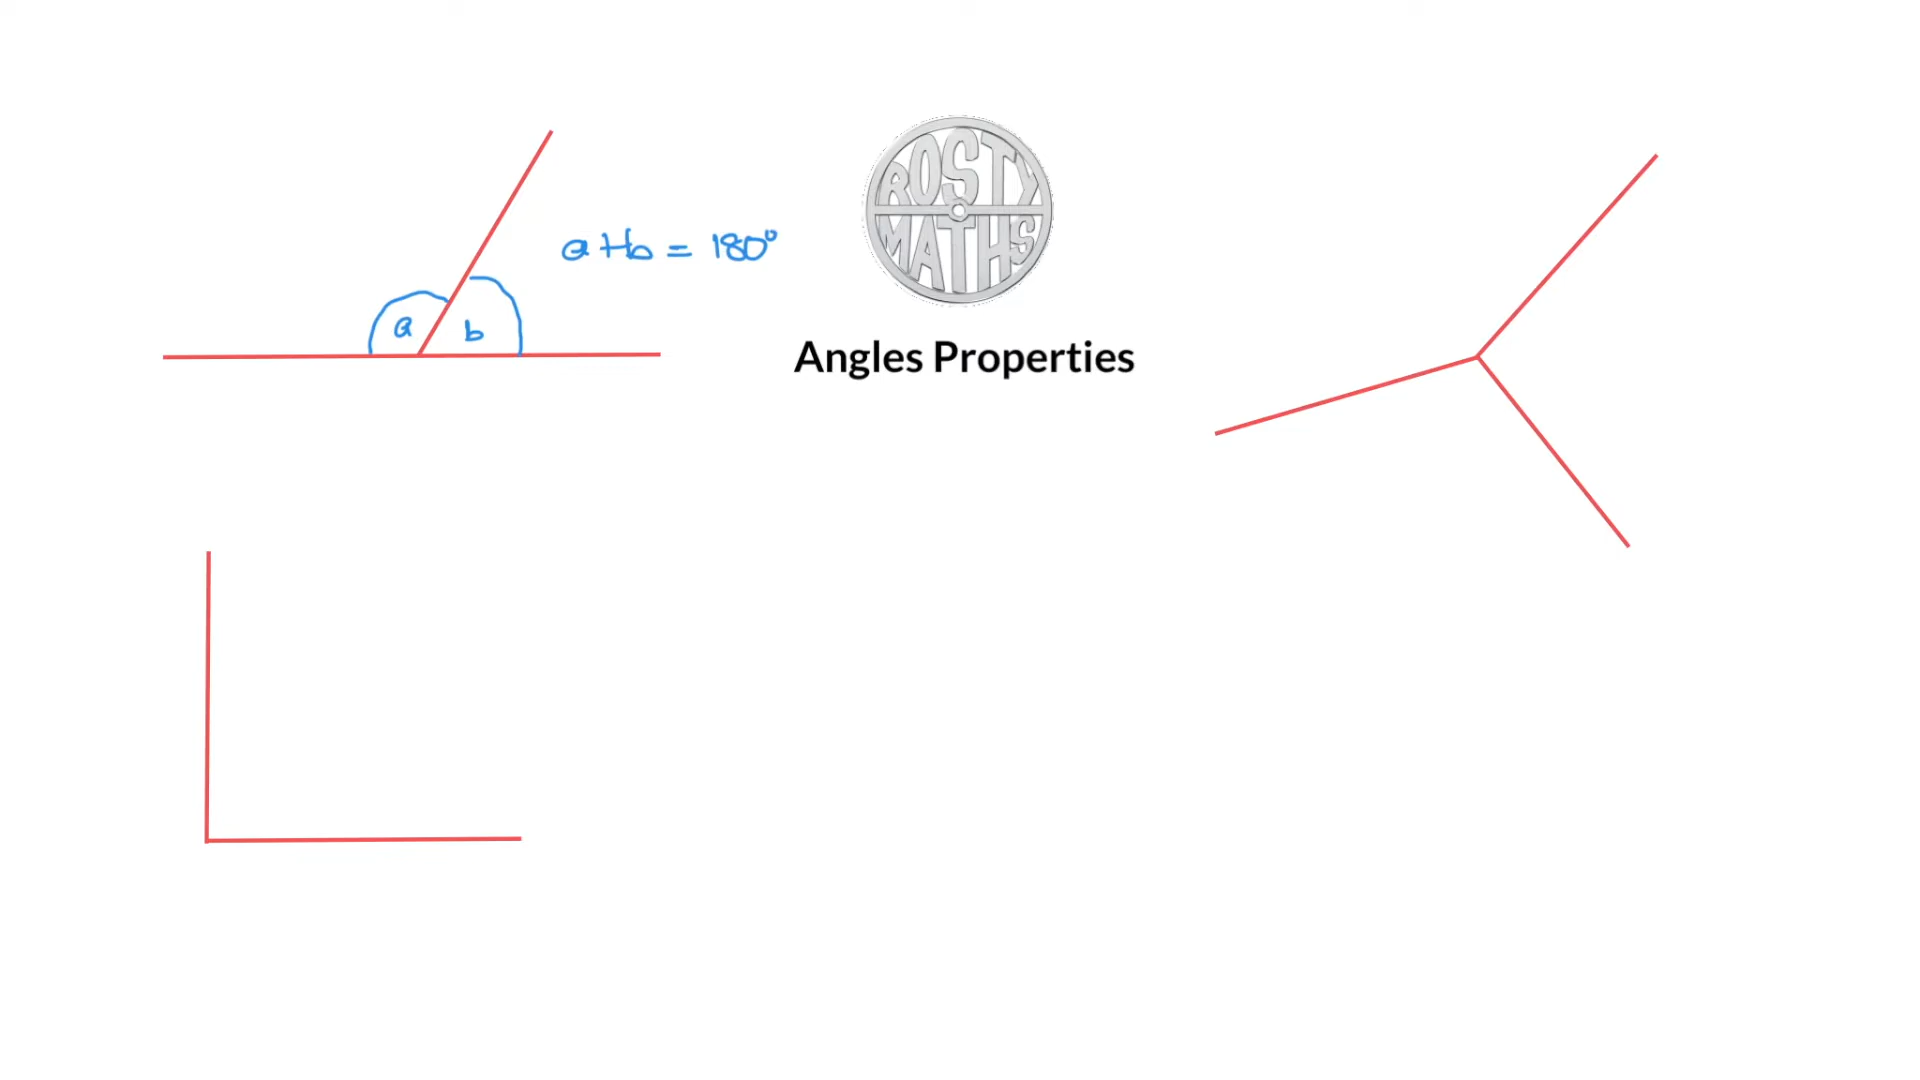 a + b = 180°
a
b
ROSTY
MATHS
Angles Properties